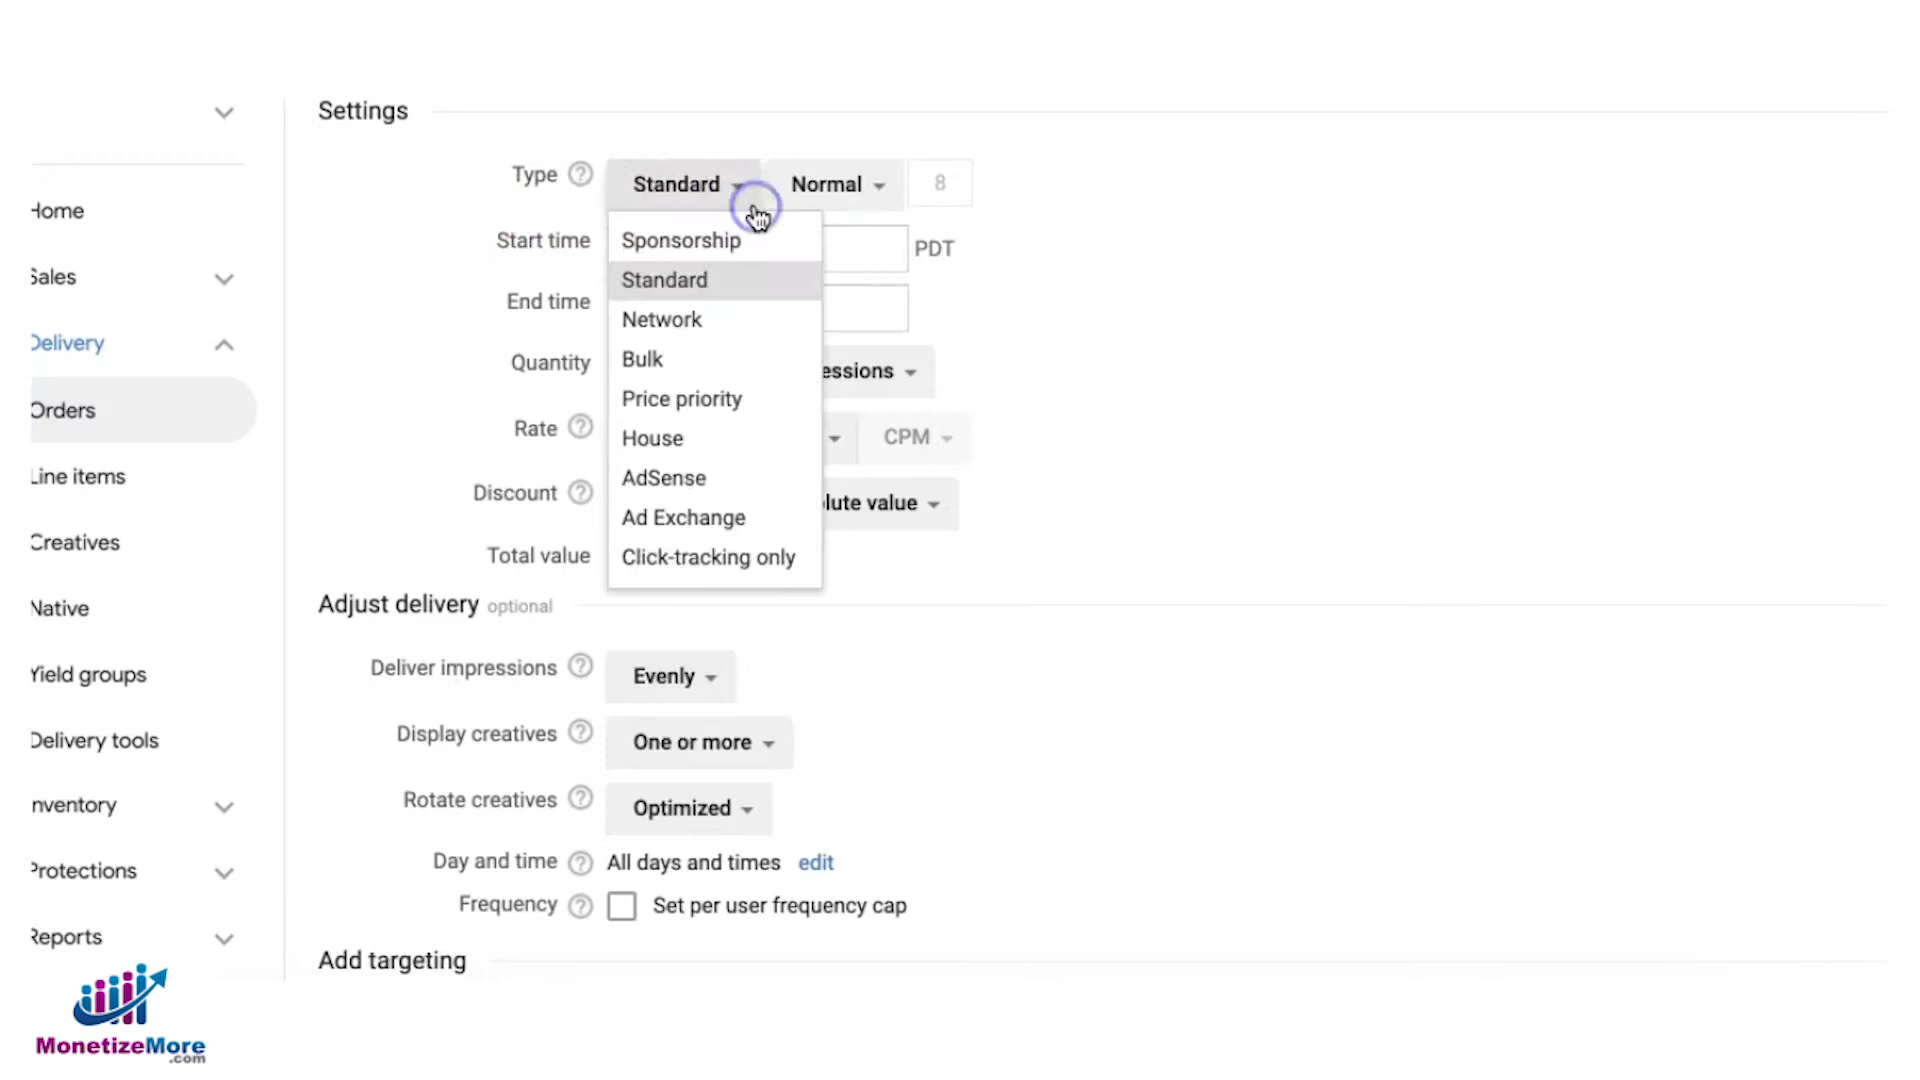 Settings
Type
Standard
Normal
8
Sponsorship
Standard
Network
Bulk
Price priority
House
AdSense
Ad Exchange
Click-tracking only
Start time
PDT
End time
Quantity
essions
Rate
CPM
Discount
lute value
Total value
Adjust delivery optional
Deliver impressions
Evenly
Display creatives
One or more
Rotate creatives
Optimized
Day and time
All days and times edit
Frequency
Set per user frequency cap
Add targeting
Home
Sales
Delivery
Orders
Line items
Creatives
Native
Yield groups
Delivery tools
nventory
Protections
Reports
MonetizeMore
.com